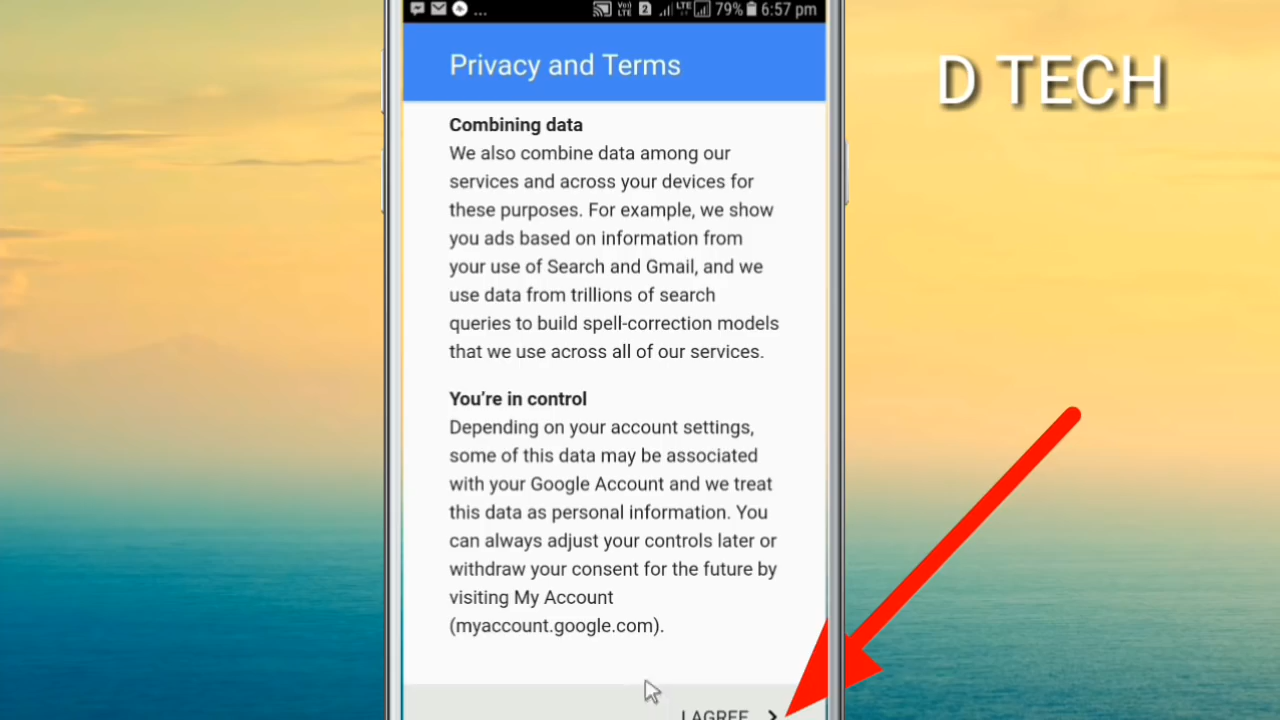 ... Vo) LTE 2 LTE 79% 6:57 pm
Privacy and Terms
D TECH
Combining data
We also combine data among our
services and across your devices for
these purposes. For example, we show
you ads based on information from
your use of Search and Gmail, and we
use data from trillions of search
queries to build spell-correction models
that we use across all of our services.
You’re in control
Depending on your account settings,
some of this data may be associated
with your Google Account and we treat
this data as personal information. You
can always adjust your controls later or
withdraw your consent for the future by
visiting My Account
(myaccount.google.com).
I AGREE